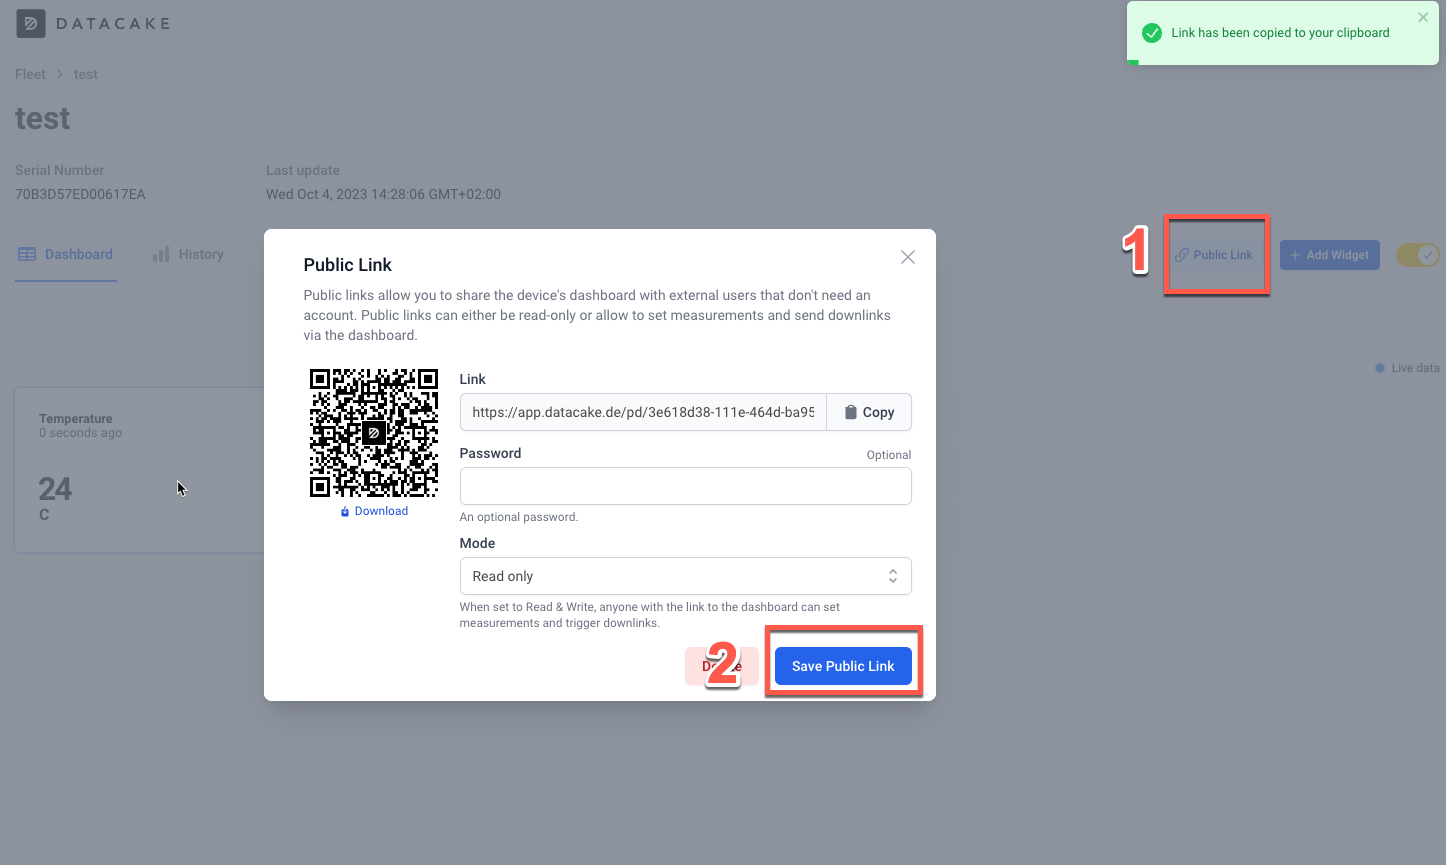 DATACAKE
Link has been copied to your clipboard
Fleet > test
test
Serial Number
70B3D57ED00617EA
Last update
Wed Oct 4, 2023 14:28:06 GMT+02:00
Dashboard
History
1
Public Link
+ Add Widget
Live data
Temperature
0 seconds ago
24
C
Public Link
Public links allow you to share the device's dashboard with external users that don't need an
account. Public links can either be read-only or allow to set measurements and send downlinks
via the dashboard.
Download
Link
https://app.datacake.de/pd/3e618d38-111e-464d-ba95
Copy
Password
Optional
An optional password.
Mode
Read only
When set to Read & Write, anyone with the link to the dashboard can set
measurements and trigger downlinks.
2
Save Public Link